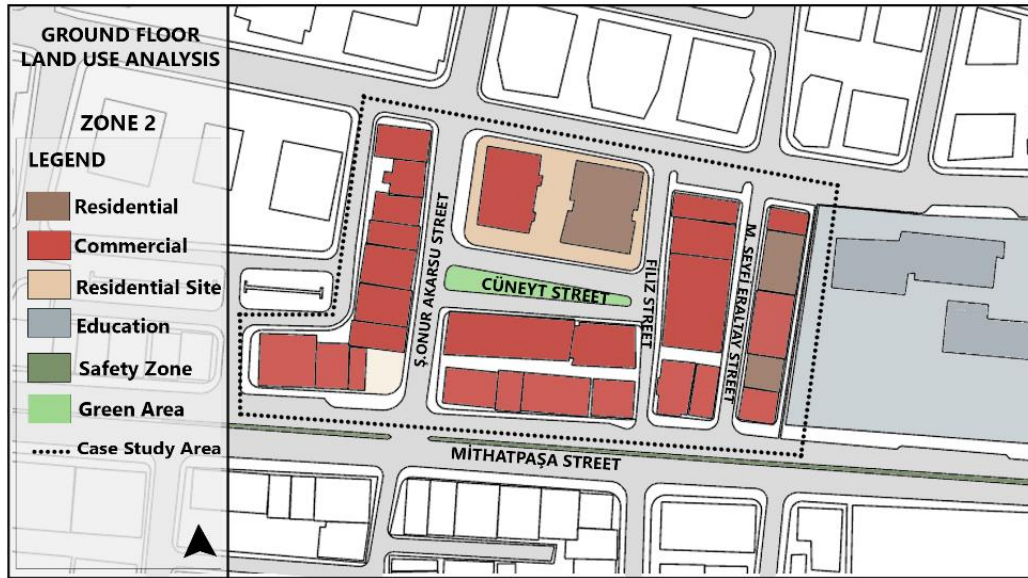 GROUND FLOOR
LAND USE ANALYSIS
ZONE 2
LEGEND
Residential
Commercial
Residential Site
Education
Safety Zone
Green Area
Case Study Area
Ş.ONUR AKARSU STREET
CÜNEYT STREET
FİLİZ STREET
M. SEYFİ ERALTAY STREET
MİTHATPAŞA STREET